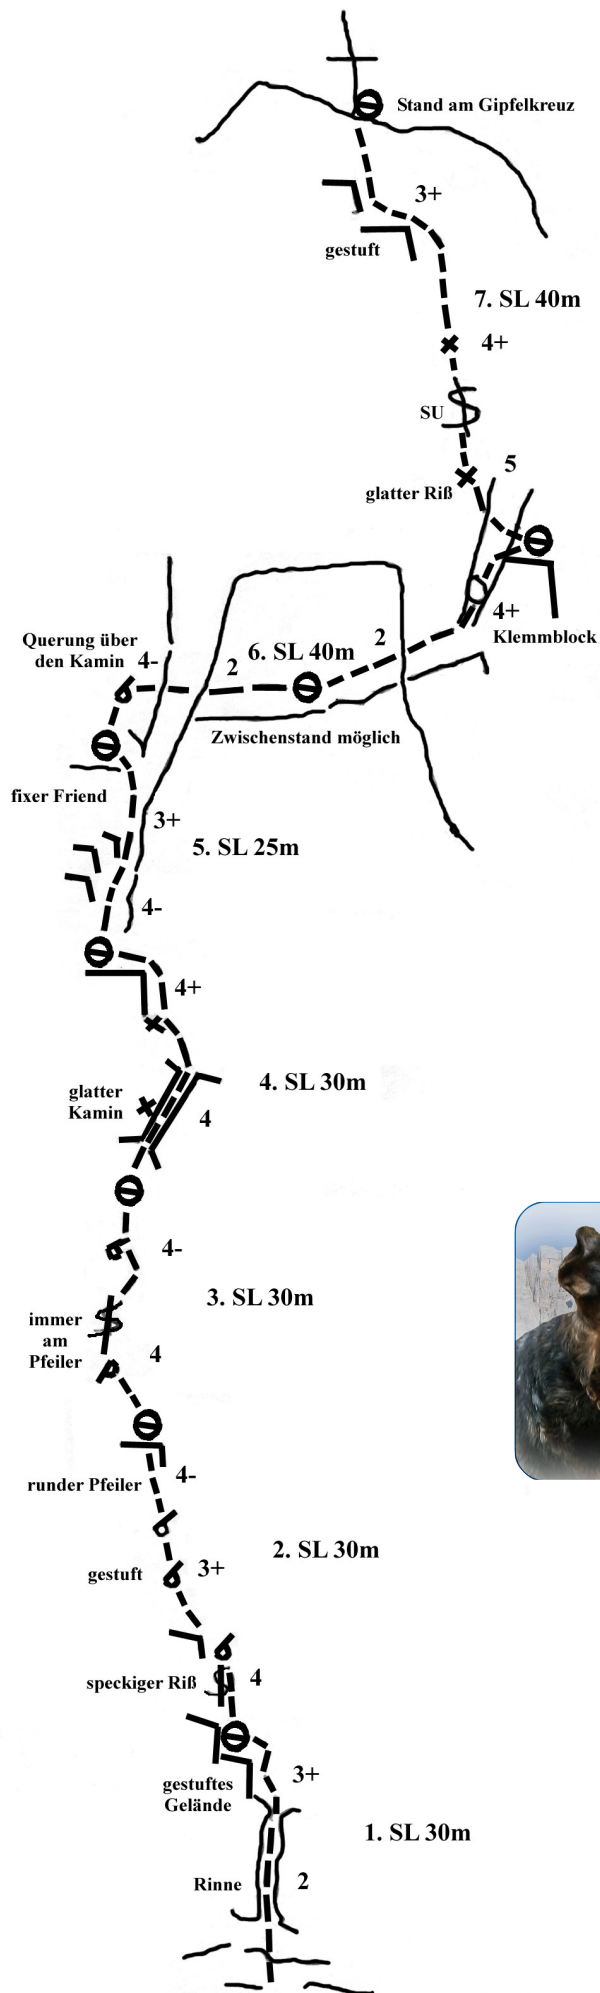 Stand am Gipfelkreuz
3+
gestuft
7. SL 40m
4+
SU
5
glatter Riß
4+
Klemmblock
Querung über
den Kamin
4-
2
6. SL 40m
2
Zwischenstand möglich
fixer Friend
3+
5. SL 25m
4-
4+
4. SL 30m
glatter
Kamin
4
4-
3. SL 30m
immer
am
Pfeiler
4
4-
runder Pfeiler
2. SL 30m
gestuft
3+
speckiger Riß
4
3+
gestuftes
Gelände
1. SL 30m
Rinne
2